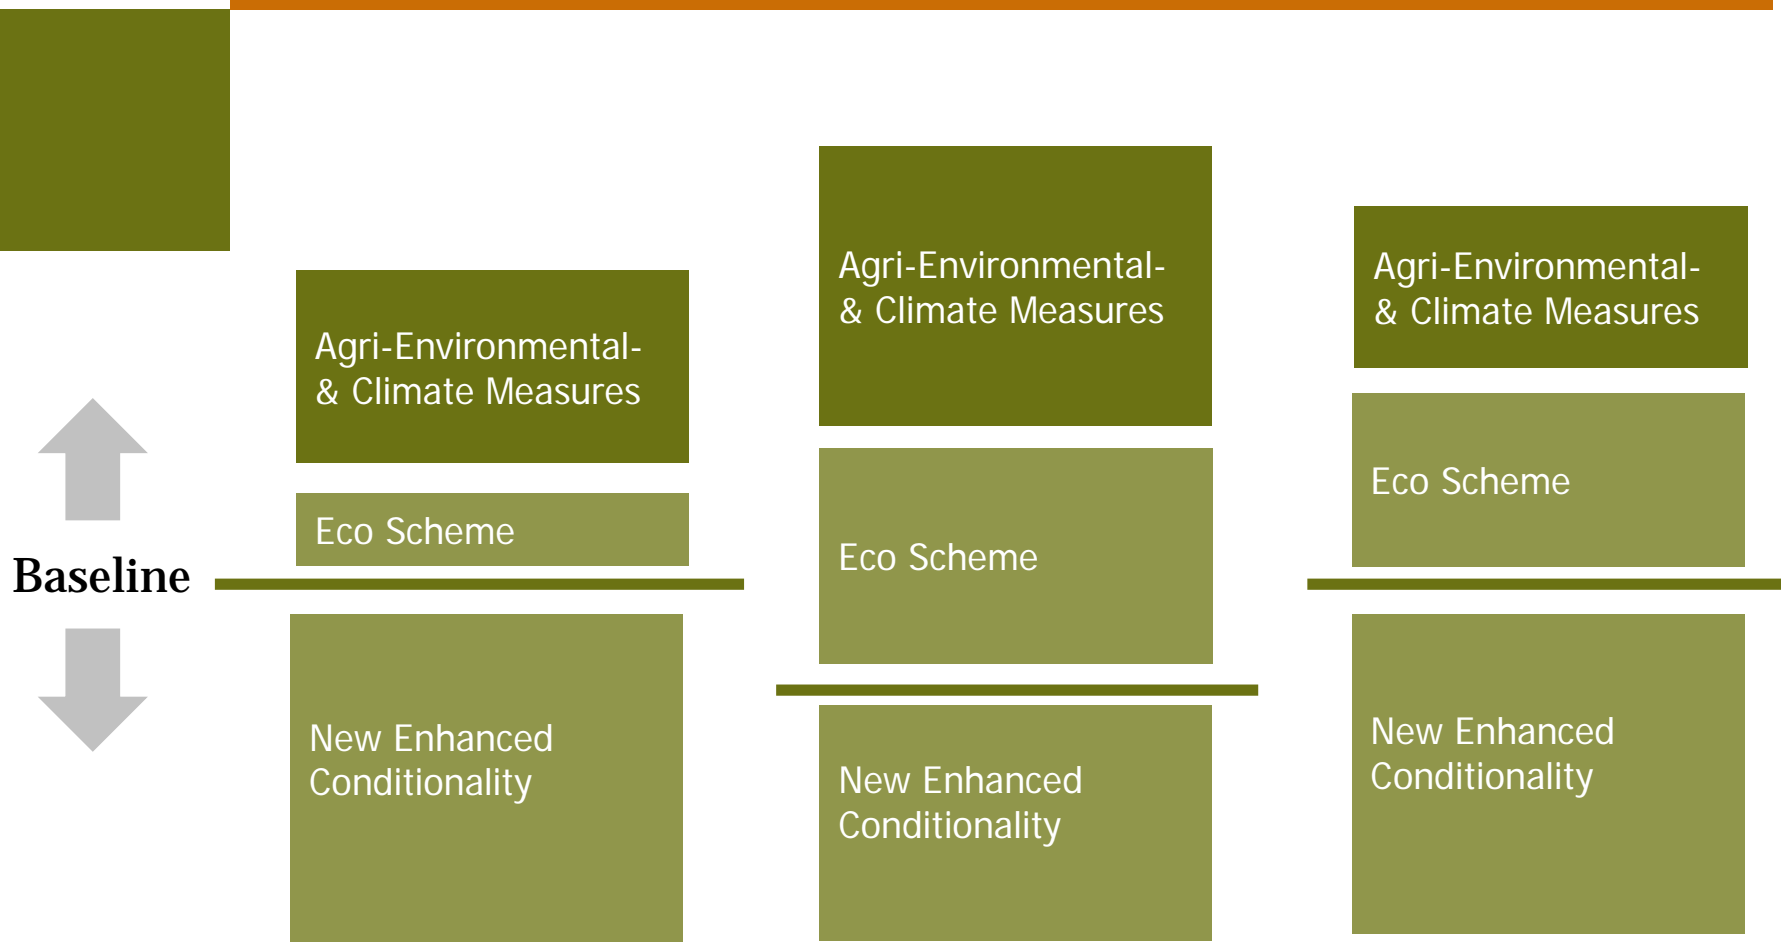 Baseline
Agri-Environmental-
& Climate Measures
Eco Scheme
New Enhanced
Conditionality
Agri-Environmental-
& Climate Measures
Eco Scheme
New Enhanced
Conditionality
Agri-Environmental-
& Climate Measures
Eco Scheme
New Enhanced
Conditionality